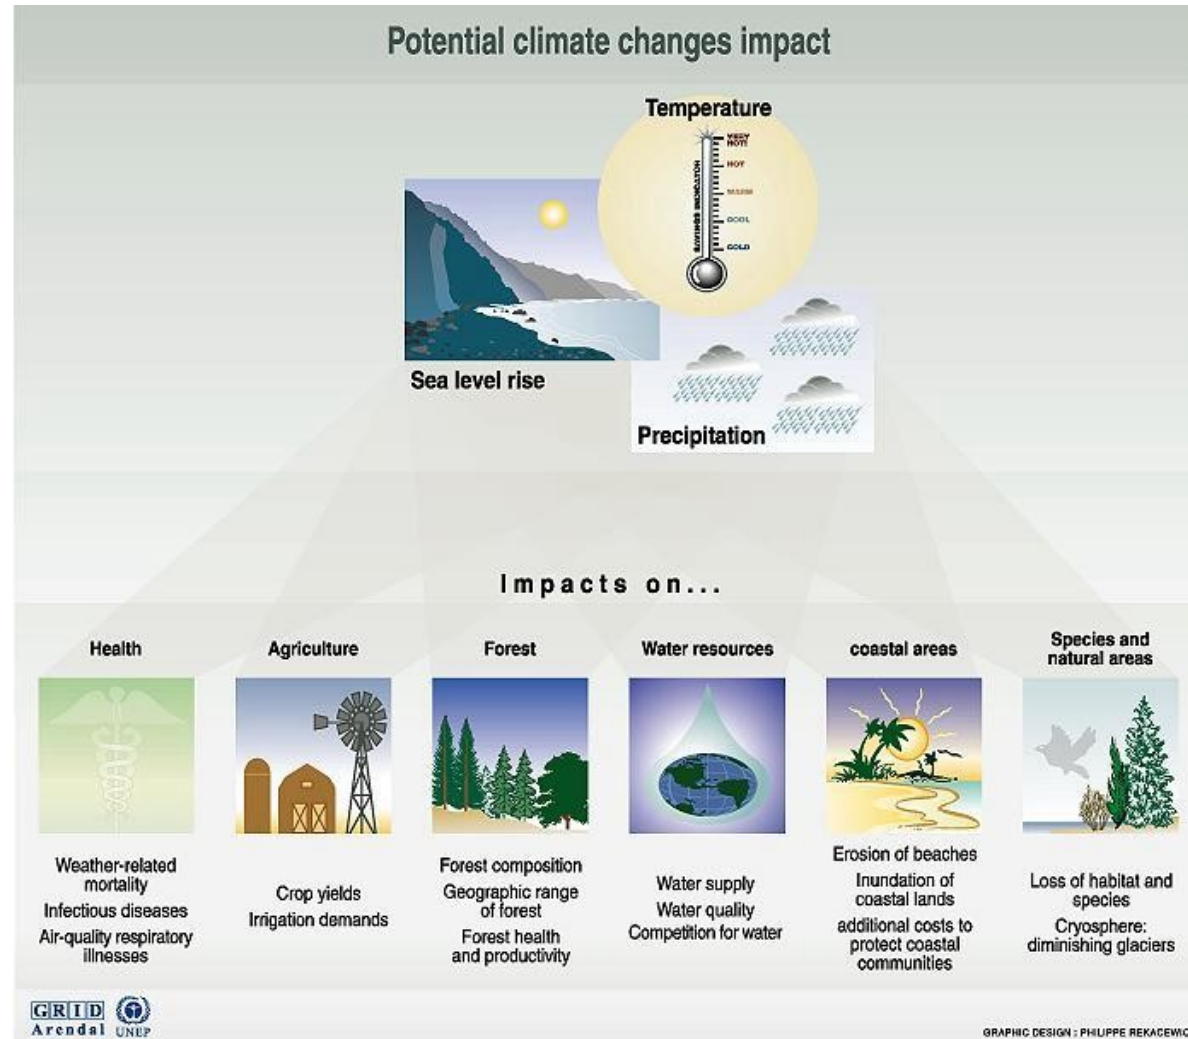 Potential climate changes impact
Temperature
VERY
HOT!
HOT
WARM
COOL
COLD
Sea level rise
Precipitation
Impacts on...
Health
Agriculture
Forest
Water resources
coastal areas
Species and
natural areas
Weather-related
mortality
Infectious diseases
Air-quality respiratory
illnesses
Crop yields
Irrigation demands
Forest composition
Geographic range
of forest
Forest health
and productivity
Water supply
Water quality
Competition for water
Erosion of beaches
Inundation of
coastal lands
additional costs to
protect coastal
communities
Loss of habitat and
species
Cryosphere:
diminishing glaciers
GRID
Arendal UNEP
GRAPHIC DESIGN : PHILIPPE REKACEWIC